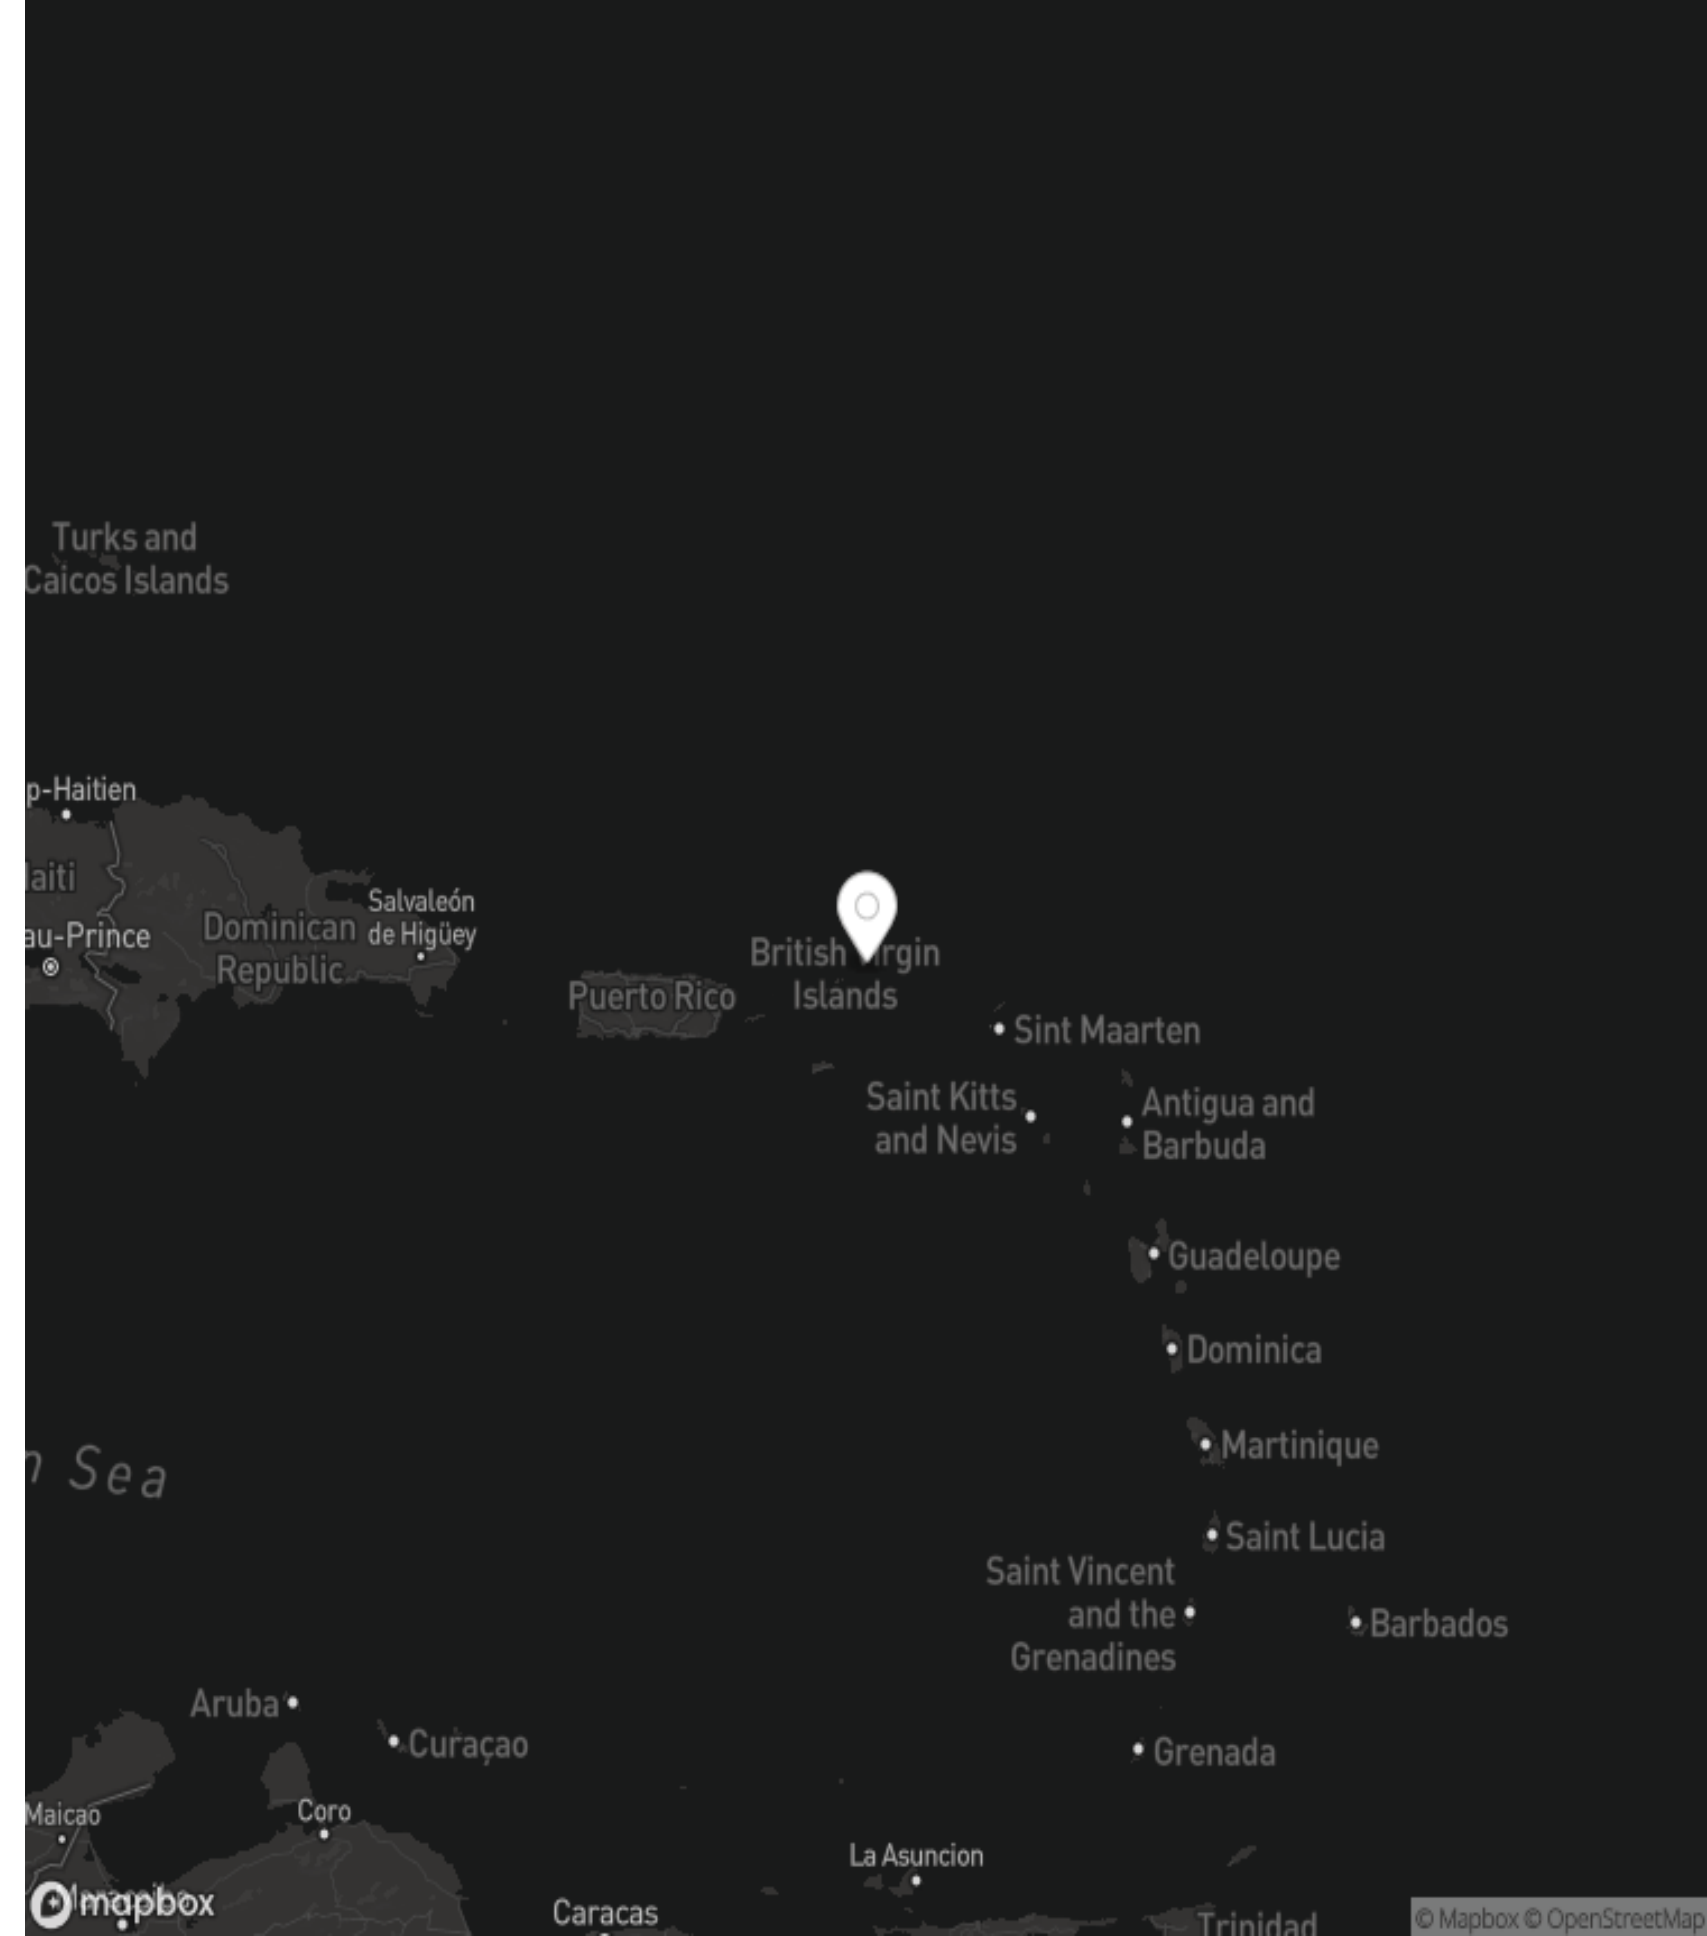 Turks and
Caicos Islands
p-Haitien
aiti
au-Prince
Dominican
Republic
Salvaleón
de Higüey
Puerto Rico
British rgin
Islands
Sint Maarten
Saint Kitts
and Nevis
Antigua and
Barbuda
Guadeloupe
Dominica
Martinique
n Sea
Saint Lucia
Saint Vincent
and the
Grenadines
Barbados
Aruba
Curaçao
Grenada
Maicao
Coro
La Asuncion
mapbox
Caracas
Trinidad
© Mapbox © OpenStreetMap